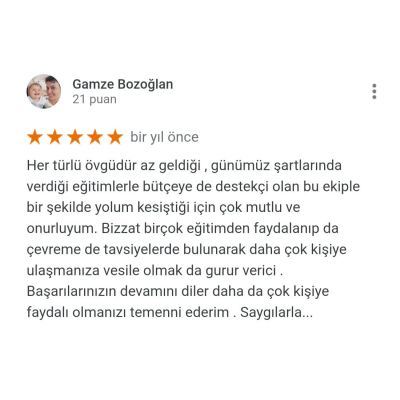 Gamze Bozoğlan
21 puan
bir yıl önce
Her türlü övgüdür az geldiği , günümüz şartlarında
verdiği eğitimlerle bütçeye de destekçi olan bu ekiple
bir şekilde yolum kesiştiği için çok mutlu ve
onurluyum. Bizzat birçok eğitimden faydalanıp da
çevreme de tavsiyelerde bulunarak daha çok kişiye
ulaşmanıza vesile olmak da gurur verici .
Başarılarınızın devamını diler daha da çok kişiye
faydalı olmanızı temenni ederim . Saygılarla...